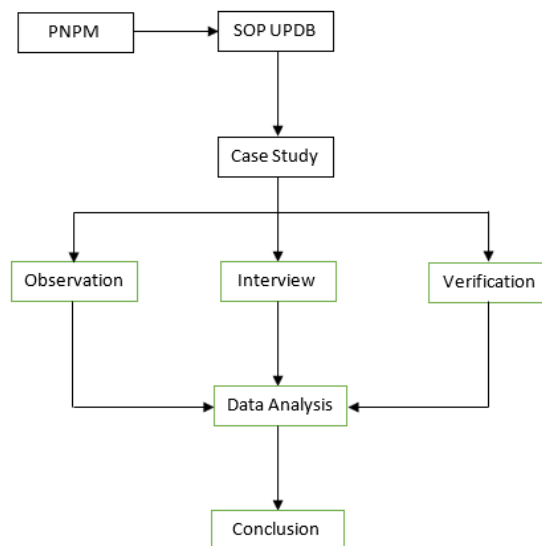 PNPM
SOP UPDB
Case Study
Observation
Interview
Verification
Data Analysis
Conclusion